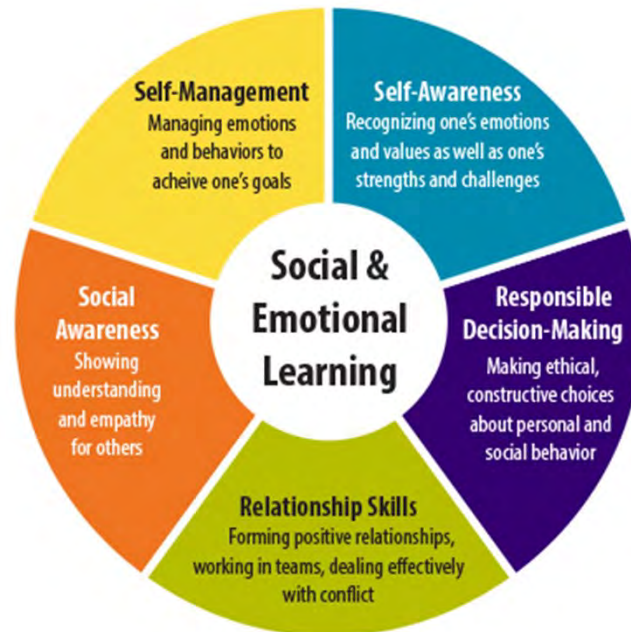 Self-Management
Managing emotions
and behaviors to
acheive one's goals
Self-Awareness
Recognizing one's emotions
and values as well as one's
strengths and challenges
Social &
Emotional
Learning
Social
Awareness
Showing
understanding
and empathy
for others
Responsible
Decision-Making
Making ethical,
constructive choices
about personal and
social behavior
Relationship Skills
Forming positive relationships,
working in teams, dealing effectively
with conflict